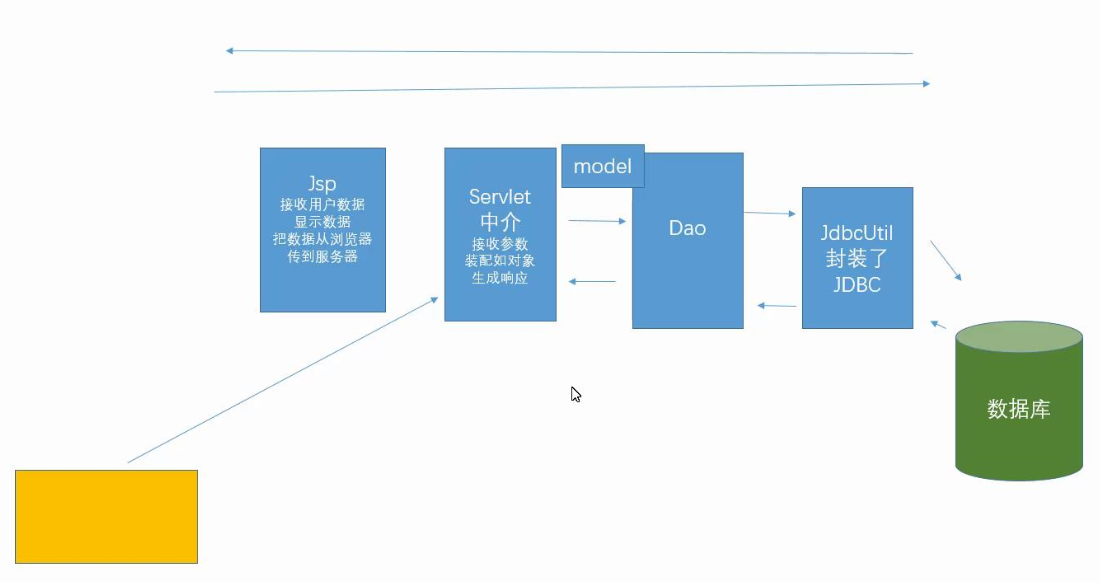 Jsp
接收用户数据
显示数据
把数据从浏览器
传到服务器
Servlet
中介
接收参数
装配如对象
生成响应
model
Dao
JdbcUtil
封装了
JDBC
数据库